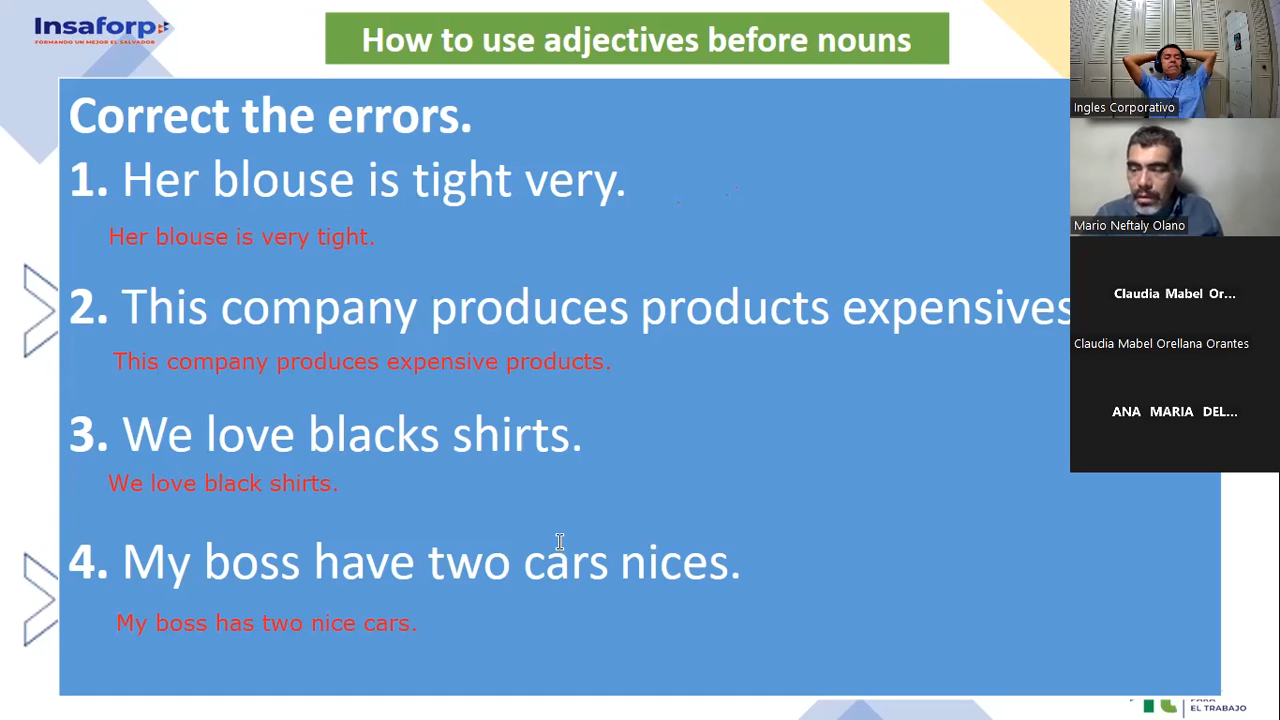 Insaforp
FORMANDO UN MEJOR EL SALVADOR
How to use adjectives before nouns
Correct the errors.
1. Her blouse is tight very.
Her blouse is very tight.
2. This company produces products expensives
This company produces expensive products.
3. We love blacks shirts.
We love black shirts.
4. My boss have two cars nices.
My boss has two nice cars.
Ingles Corporativo
Mario Neftaly Olano
Claudia Mabel Or...
Claudia Mabel Orellana Orantes
ANA MARIA DEL...
PARA
EL TRABAJO